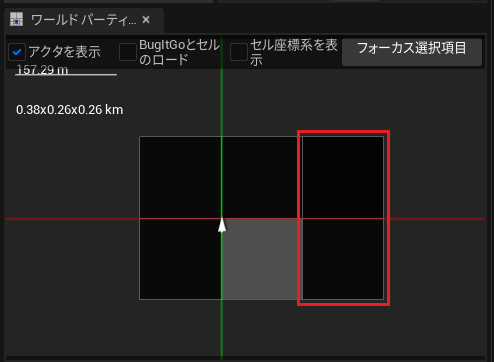 ワールド パーティ...
アクタを表示
BugItGoとセル
のロード
セル座標系を表
示
フォーカス選択項目
157.29 m
0.38x0.26x0.26 km